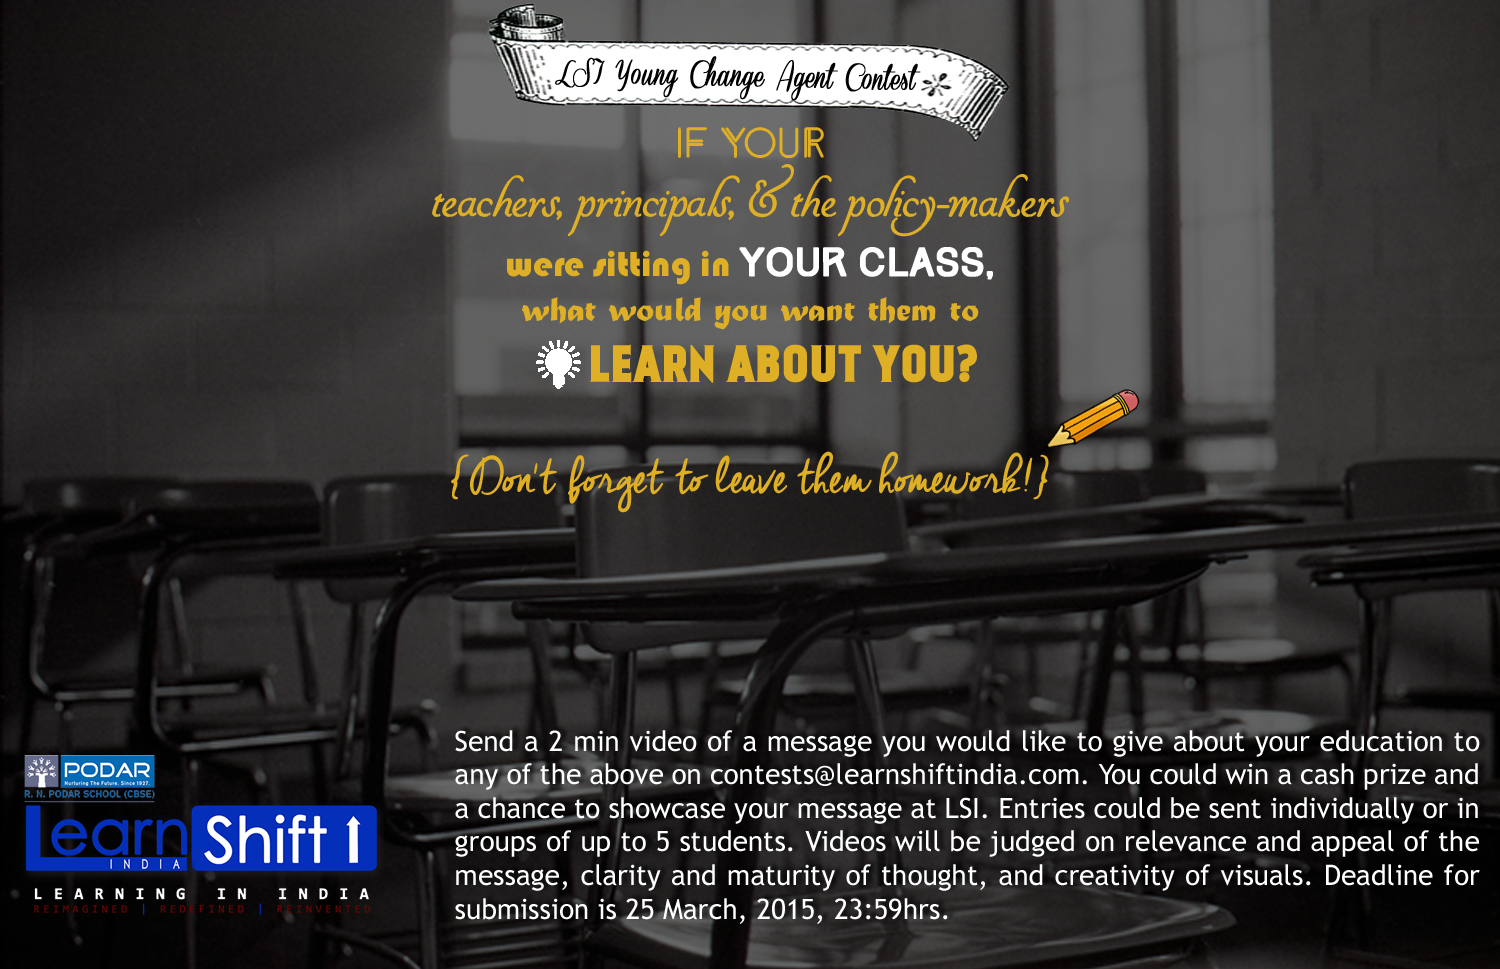 LSI Young Change Agent Contest
IF YOUR
teachers, principals, & the policy-makers
were sitting in YOUR CLASS,
what would you want them to
LEARN ABOUT YOU?
{Don't forget to leave them homework!}
Send a 2 min video of a message you would like to give about your education to
any of the above on contests@learnshiftindia.com. You could win a cash prize and
a chance to showcase your message at LSI. Entries could be sent individually or in
groups of up to 5 students. Videos will be judged on relevance and appeal of the
message, clarity and maturity of thought, and creativity of visuals. Deadline for
submission is 25 March, 2015, 23:59hrs.
PODAR
Nurturing The Future. Since 1927.
R. N. PODAR SCHOOL (CBSE)
Learn Shift
INDIA
LEARNING IN INDIA
REIMAGINED | REDEFINED | REINVENTED